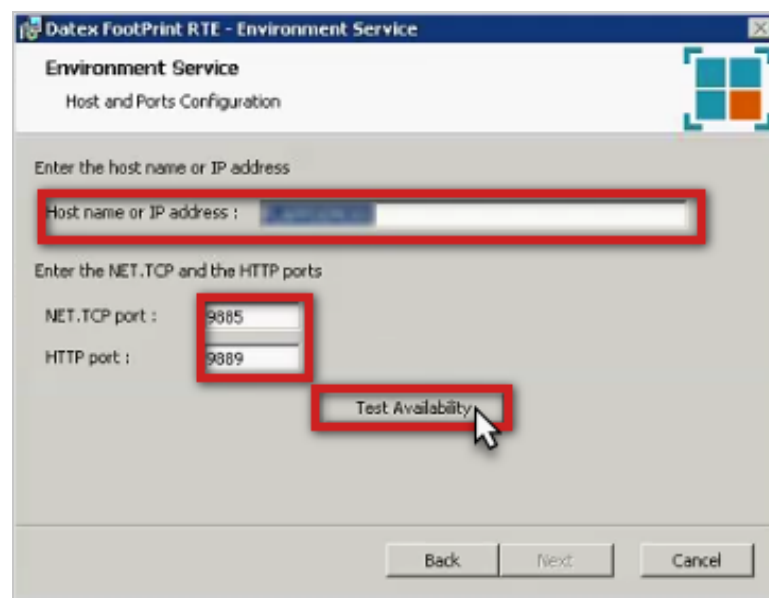 Datex FootPrint RTE - Environment Service
Environment Service
Host and Ports Configuration
Enter the host name or IP address
Host name or IP address :
Enter the NET.TCP and the HTTP ports
NET.TCP port : 9885
HTTP port : 9889
Test Availability
Back Next Cancel